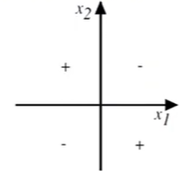 x2
+ -
x1
- +